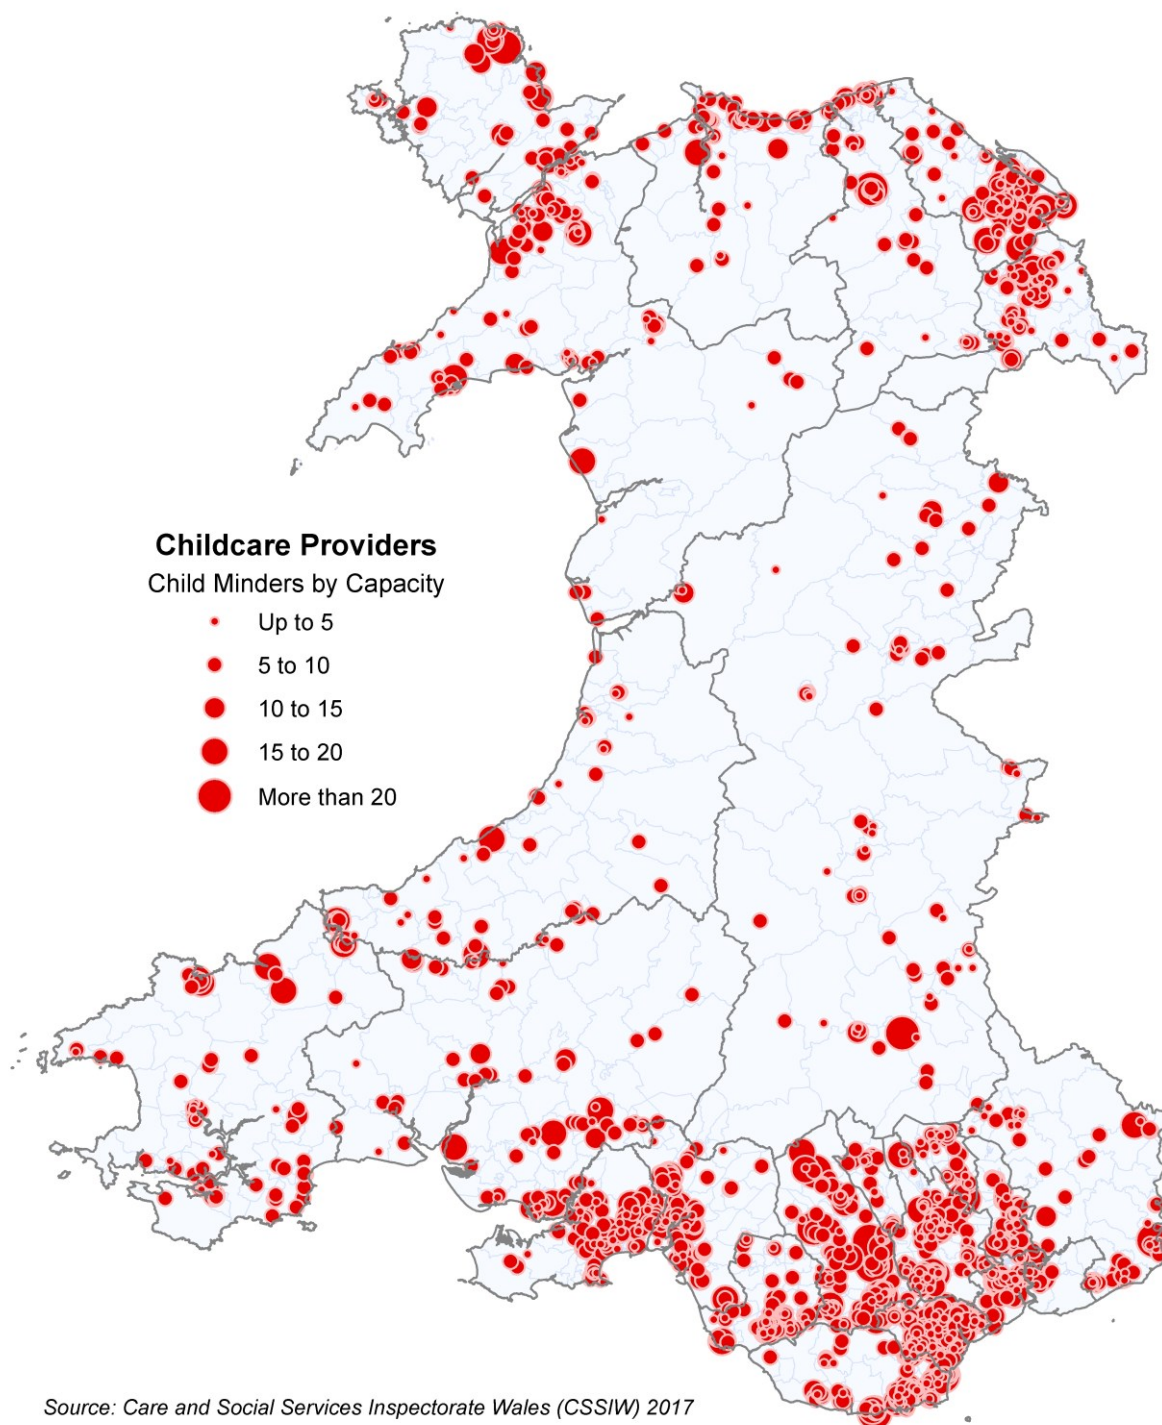 Childcare Providers
Child Minders by Capacity
Up to 5
5 to 10
10 to 15
15 to 20
More than 20
Source: Care and Social Services Inspectorate Wales (CSSIW) 2017